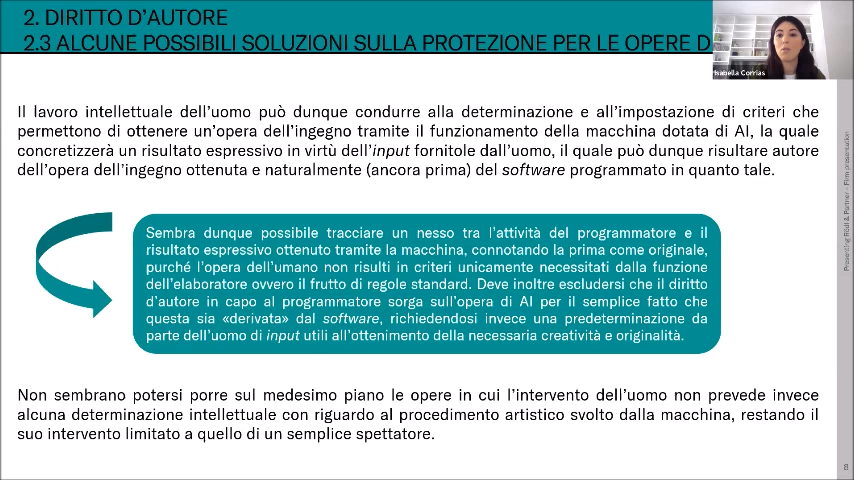 2. DIRITTO D'AUTORE
2.3 ALCUNE POSSIBILI SOLUZIONI SULLA PROTEZIONE PER LE OPERE D
Isabella Corrias
Il lavoro intellettuale dell'uomo può dunque condurre alla determinazione e all'impostazione di criteri che
permettono di ottenere un'opera dell'ingegno tramite il funzionamento della macchina dotata di AI, la quale
concretizzerà un risultato espressivo in virtù dell'input fornitole dall'uomo, il quale può dunque risultare autore
dell'opera dell'ingegno ottenuta e naturalmente (ancora prima) del software programmato in quanto tale.
Sembra dunque possibile tracciare un nesso tra l'attività del programmatore e il
risultato espressivo ottenuto tramite la macchina, connotando la prima come originale,
purché l'opera dell'umano non risulti in criteri unicamente necessitati dalla funzione
dell'elaboratore ovvero il frutto di regole standard. Deve inoltre escludersi che il diritto
d'autore in capo al programmatore sorga sull'opera di AI per il semplice fatto che
questa sia «derivata» dal software, richiedendosi invece una predeterminazione da
parte dell'uomo di input utili all'ottenimento della necessaria creatività e originalità.
Non sembrano potersi porre sul medesimo piano le opere in cui l'intervento dell'uomo non prevede invece
alcuna determinazione intellettuale con riguardo al procedimento artistico svolto dalla macchina, restando il
suo intervento limitato a quello di un semplice spettatore.
Presenting Rödl & Partner – Firm presentation